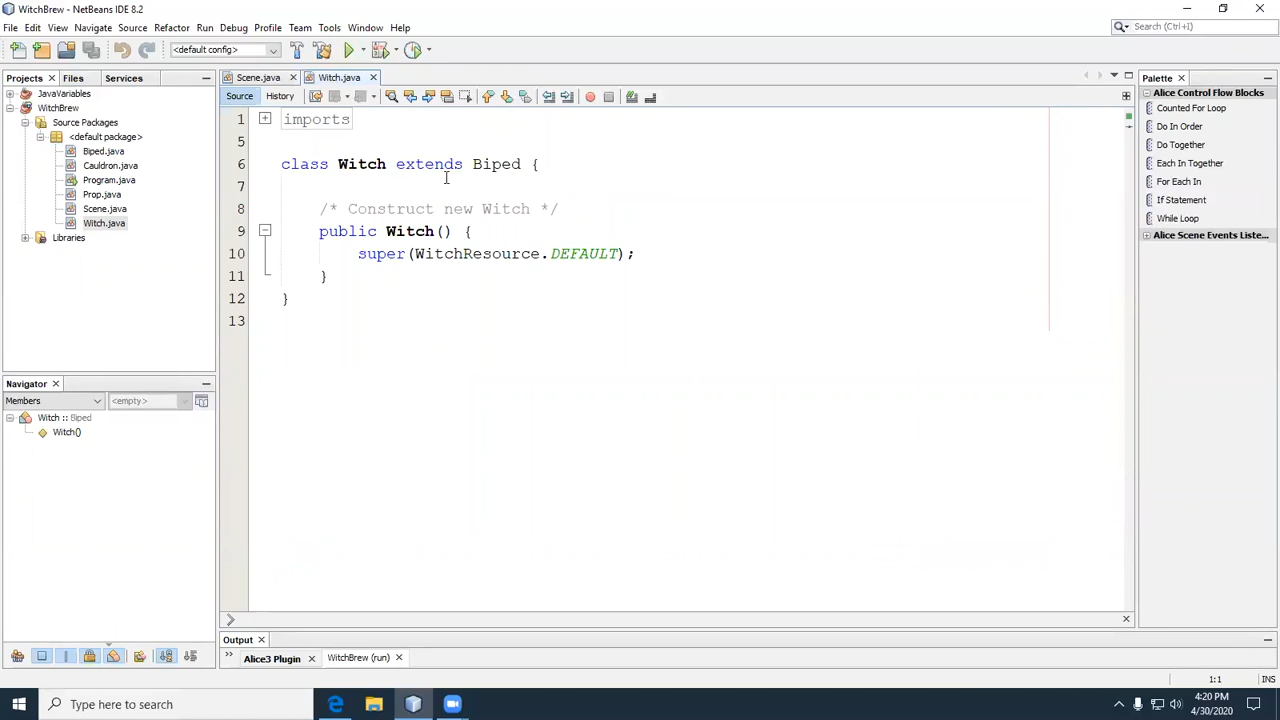 WitchBrew - NetBeans IDE 8.2
File Edit View Navigate Source Refactor Run Debug Profile Team Tools Window Help
Search (Ctrl+I)
<default config>
Projects Files Services
Scene.java Witch.java
Palette
Source History
JavaVariables
WitchBrew
Source Packages
<default package>
Biped.java
Cauldron.java
Program.java
Prop.java
Scene.java
Witch.java
Libraries
1 imports
5
6 class Witch extends Biped {
7
8 /* Construct new Witch */
9 public Witch() {
10 super(WitchResource.DEFAULT);
11 }
12 }
13
Alice Control Flow Blocks
Counted For Loop
Do In Order
Do Together
Each In Together
For Each In
If Statement
While Loop
Alice Scene Events Liste...
Navigator
Members <empty>
Witch :: Biped
Witch()
Output
Alice3 Plugin WitchBrew (run)
1:1 INS
Type here to search
4:20 PM
4/30/2020